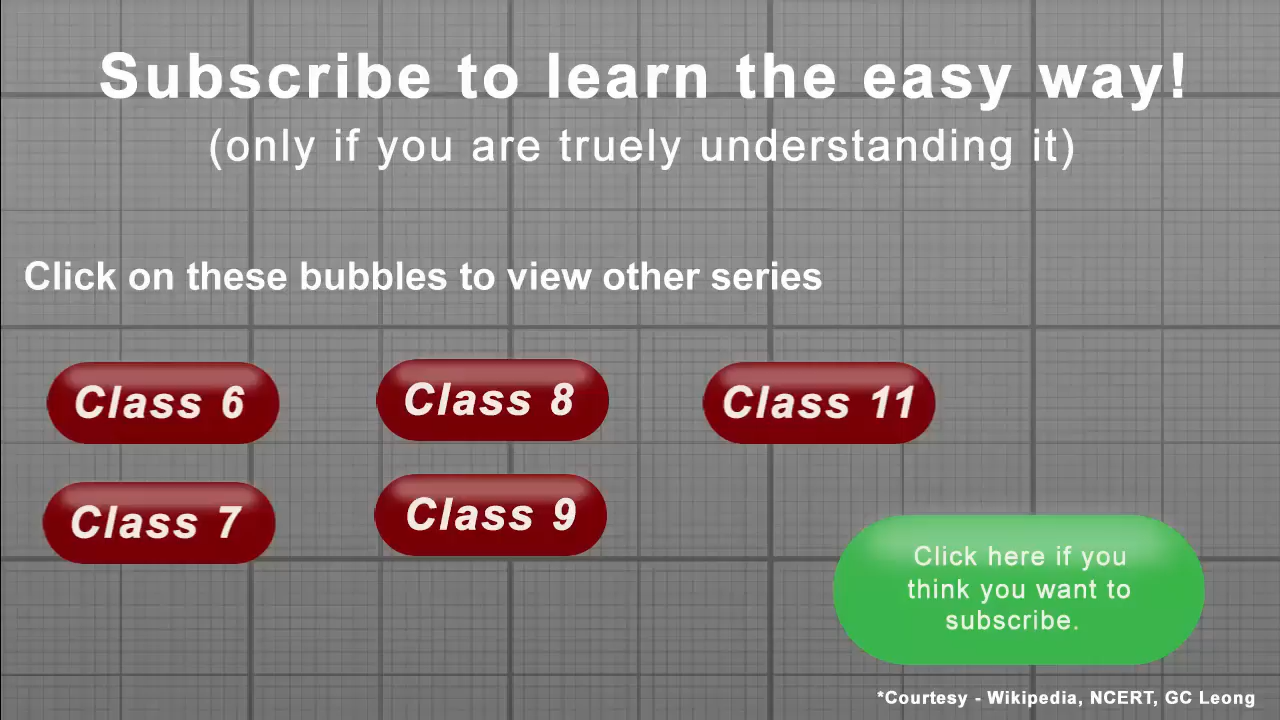 Subscribe to learn the easy way!
(only if you are truely understanding it)
Click on these bubbles to view other series
Class 6
Class 8
Class 11
Class 7
Class 9
Click here if you
think you want to
subscribe.
*Courtesy - Wikipedia, NCERT, GC Leong